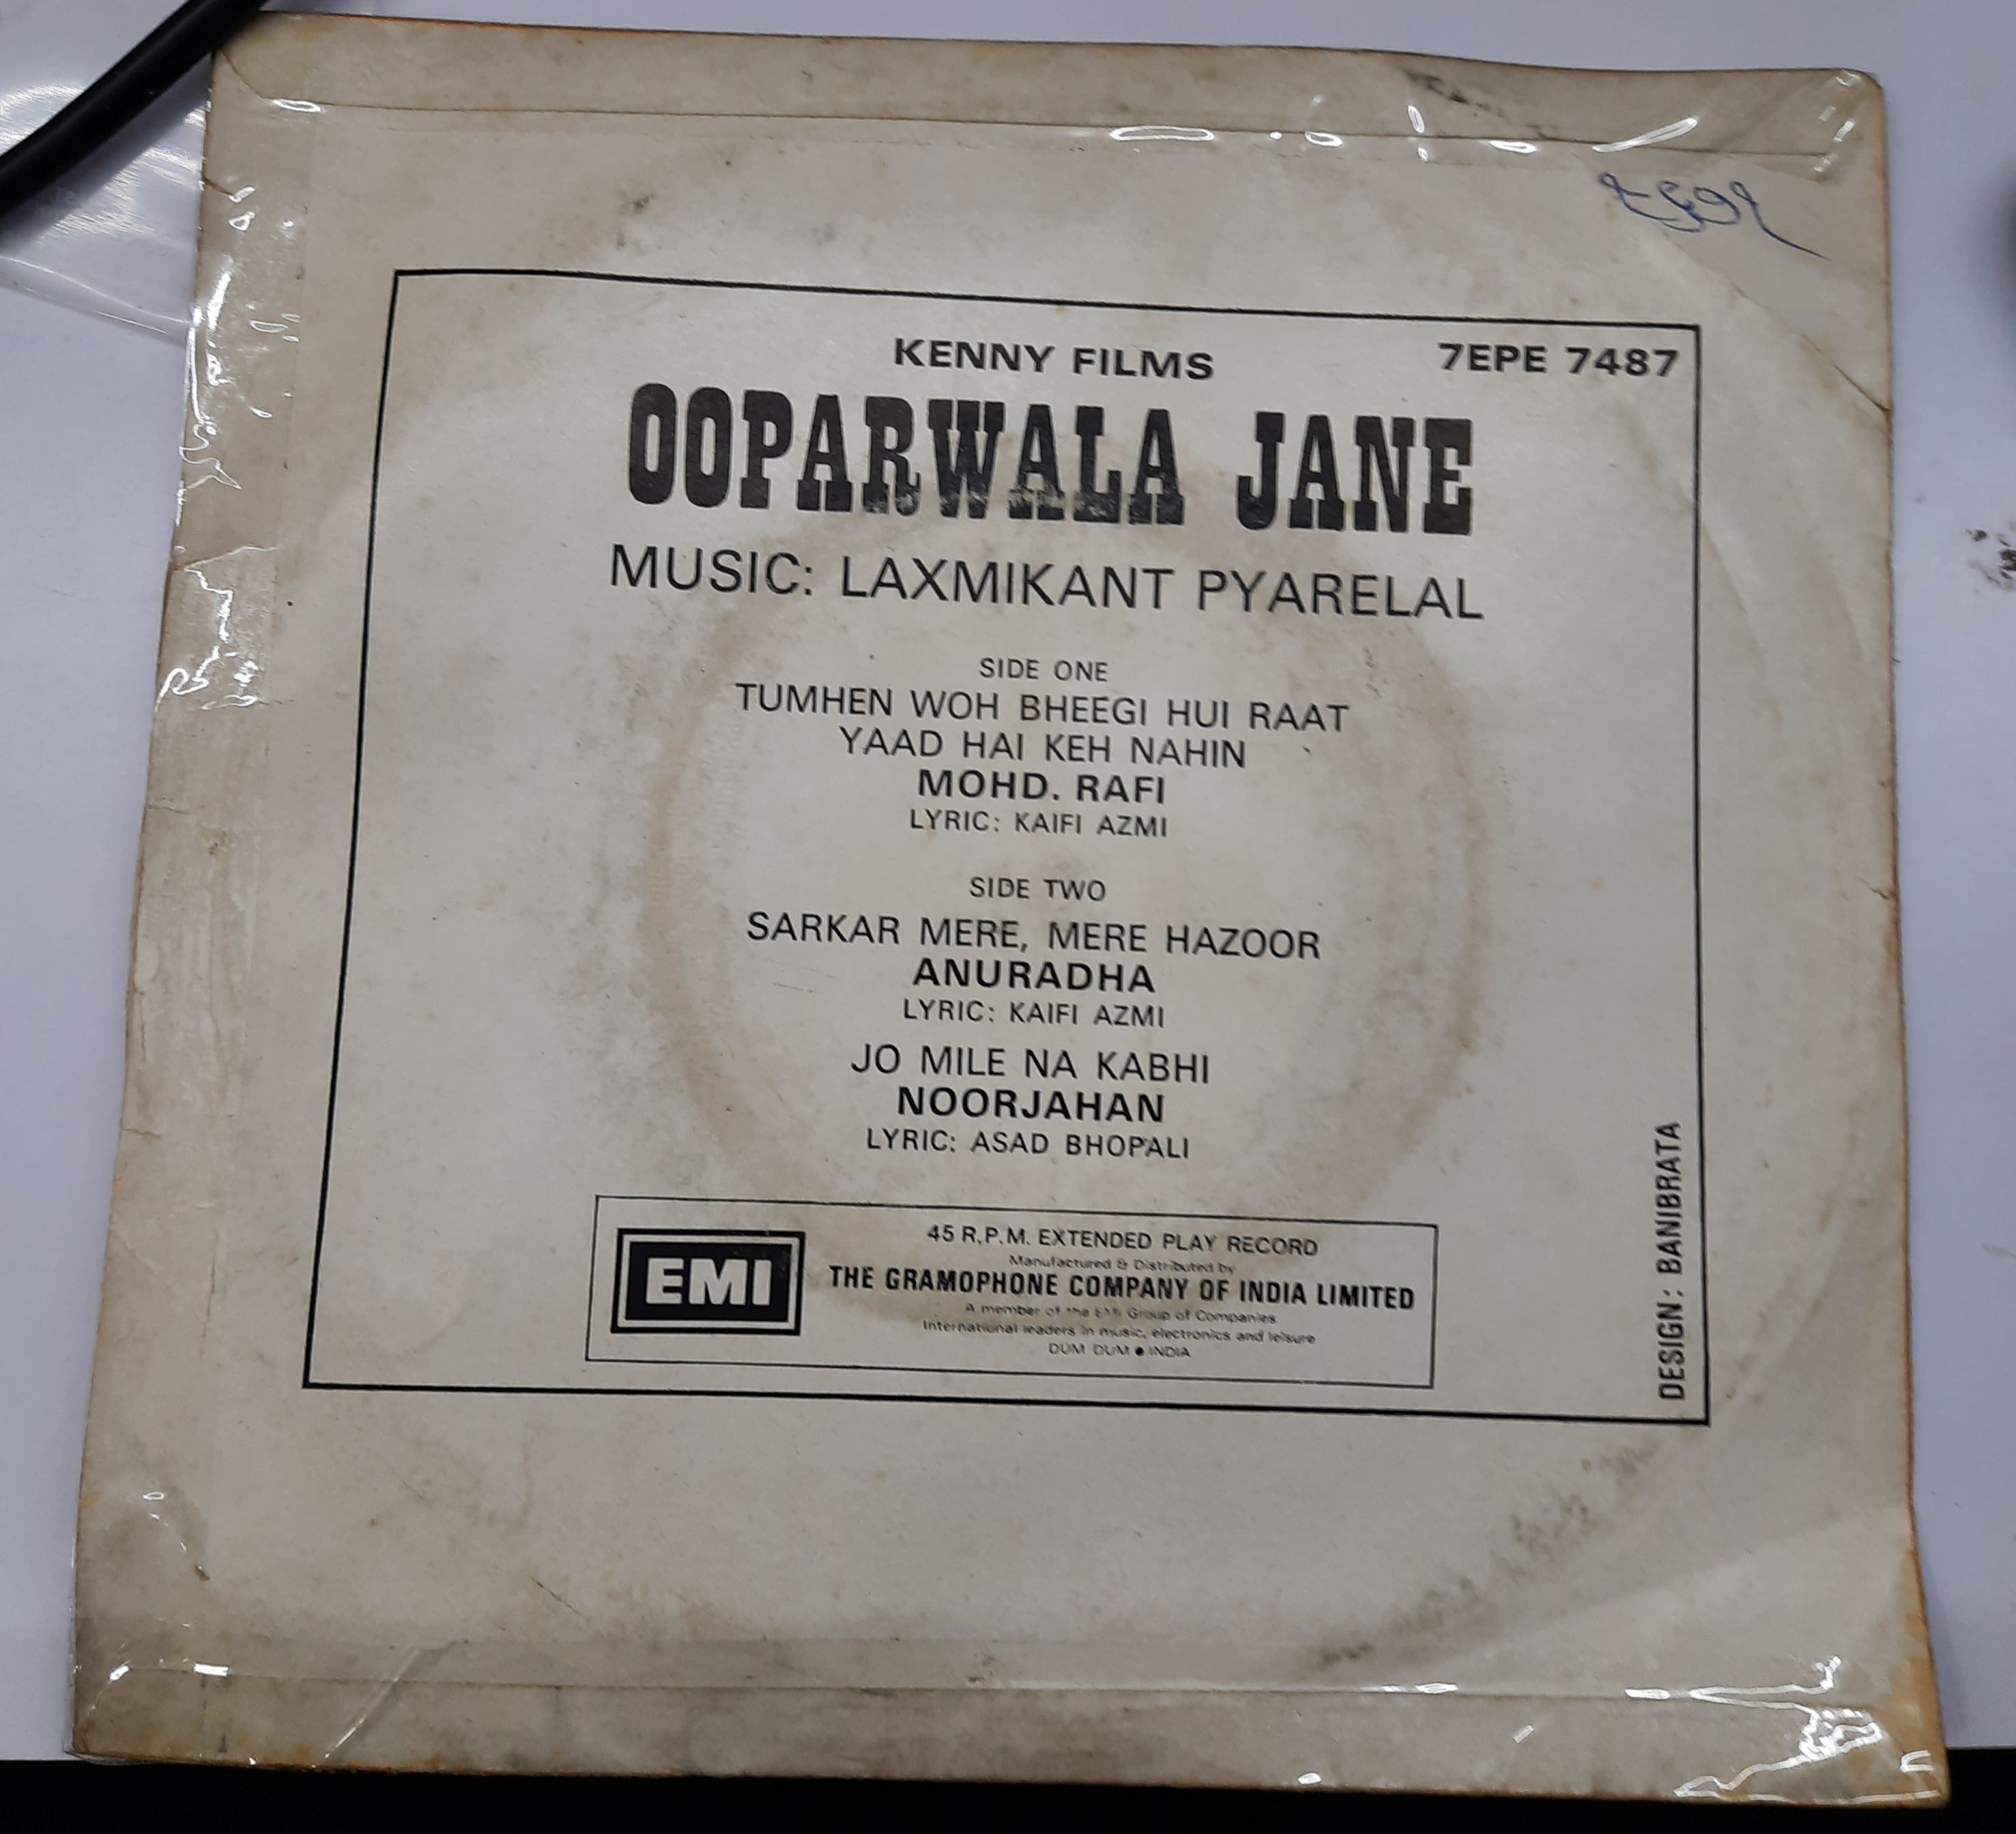 KENNY FILMS 7EPE 7487
OOPARWALA JANE
MUSIC: LAXMIKANT PYARELAL
SIDE ONE
TUMHEN WOH BHEEGI HUI RAAT
YAAD HAI KEH NAHIN
MOHD. RAFI
LYRIC: KAIFI AZMI
SIDE TWO
SARKAR MERE, MERE HAZOOR
ANURADHA
LYRIC: KAIFI AZMI
JO MILE NA KABHI
NOORJAHAN
LYRIC: ASAD BHOPALI
EMI
45 R.P.M. EXTENDED PLAY RECORD
Manufactured & Distributed by
THE GRAMOPHONE COMPANY OF INDIA LIMITED
A member of the EMI Group of Companies
International leaders in music, electronics and leisure
DUM DUM ● INDIA
DESIGN: BANIBRATA